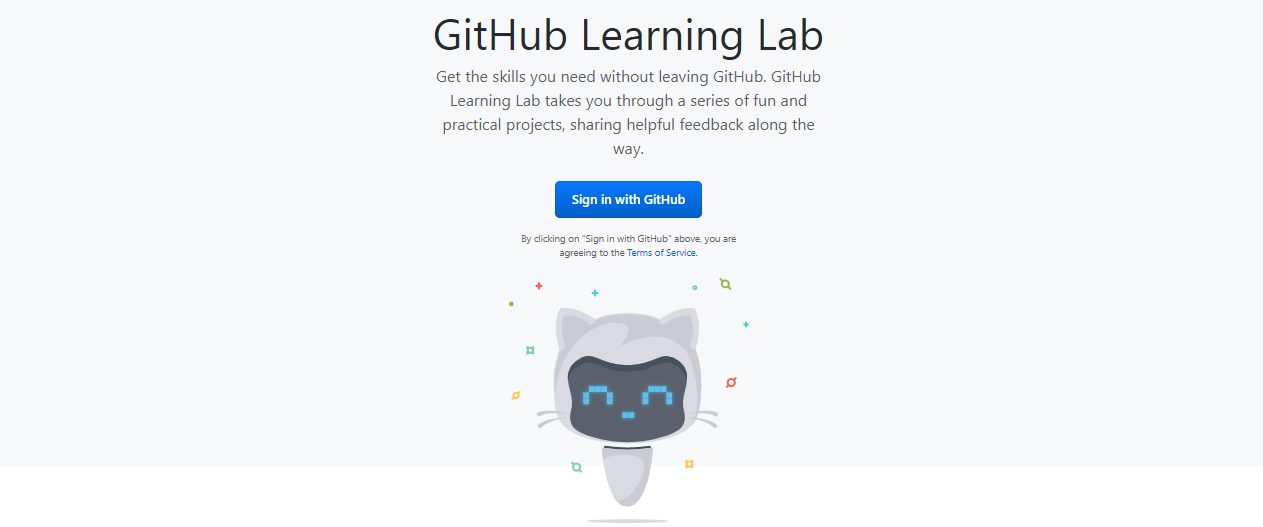 GitHub Learning Lab
Get the skills you need without leaving GitHub. GitHub
Learning Lab takes you through a series of fun and
practical projects, sharing helpful feedback along the
way.
Sign in with GitHub
By clicking on "Sign in with GitHub" above, you are
agreeing to the Terms of Service.